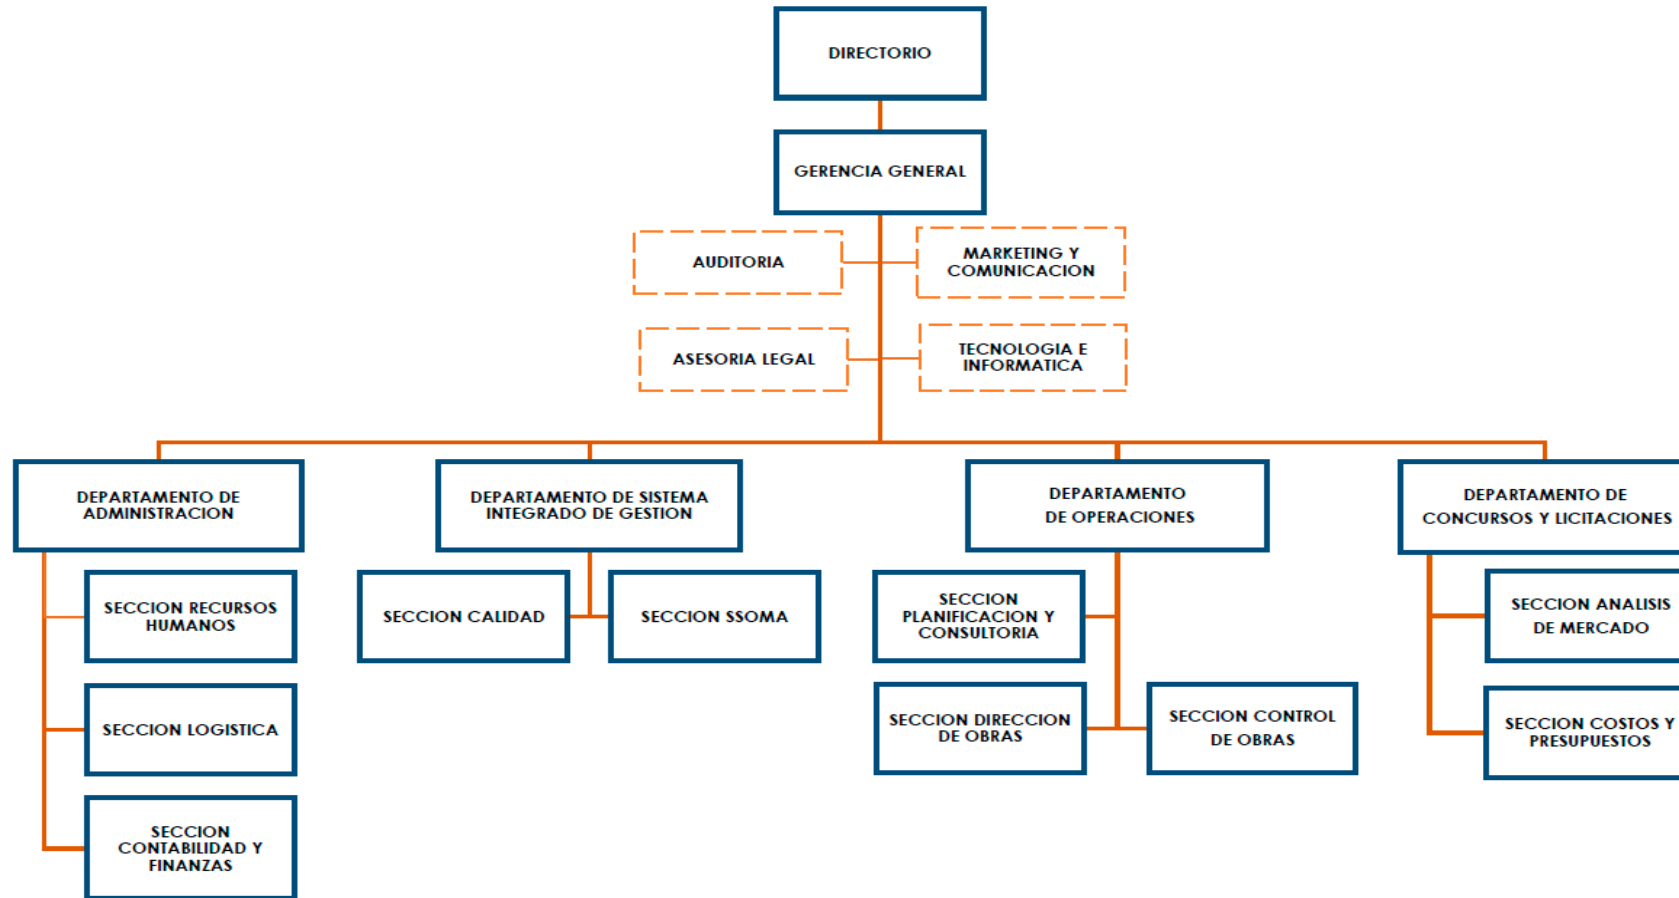 DIRECTORIO
GERENCIA GENERAL
AUDITORIA
MARKETING Y
COMUNICACION
ASESORIA LEGAL
TECNOLOGIA E
INFORMATICA
DEPARTAMENTO DE
ADMINISTRACION
DEPARTAMENTO DE SISTEMA
INTEGRADO DE GESTION
DEPARTAMENTO
DE OPERACIONES
DEPARTAMENTO DE
CONCURSOS Y LICITACIONES
SECCION RECURSOS
HUMANOS
SECCION CALIDAD
SECCION SSOMA
SECCION
PLANIFICACION Y
CONSULTORIA
SECCION ANALISIS
DE MERCADO
SECCION LOGISTICA
SECCION DIRECCION
DE OBRAS
SECCION CONTROL
DE OBRAS
SECCION COSTOS Y
PRESUPUESTOS
SECCION
CONTABILIDAD Y
FINANZAS